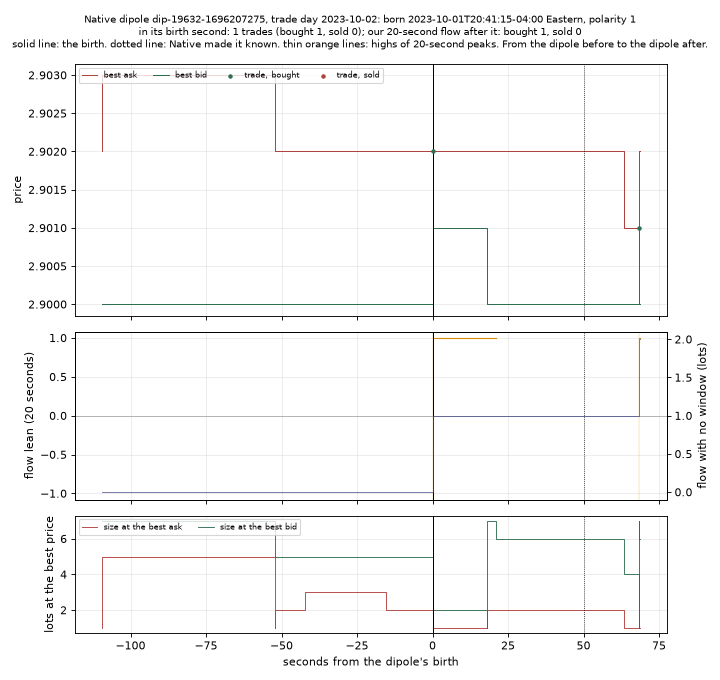 Native dipole dip-19632-1696207275, trade day 2023-10-02: born 2023-10-01T20:41:15-04:00 Eastern, polarity 1
in its birth second: 1 trades (bought 1, sold 0); our 20-second flow after it: bought 1, sold 0
solid line: the birth. dotted line: Native made it known. thin orange lines: highs of 20-second peaks. From the dipole before to the dipole after.
best ask best bid trade, bought trade, sold
2.9030
2.9020
2.9015
2.9010
2.9005
2.9000
price
1.0
0.5
0.0
−0.5
−1.0
flow lean (20 seconds)
2.0
1.5
1.0
0.5
0.0
flow with no window (lots)
size at the best ask size at the best bid
6
4
2
lots at the best price
−100 −75 −50 −25 0 25 50 75
seconds from the dipole's birth